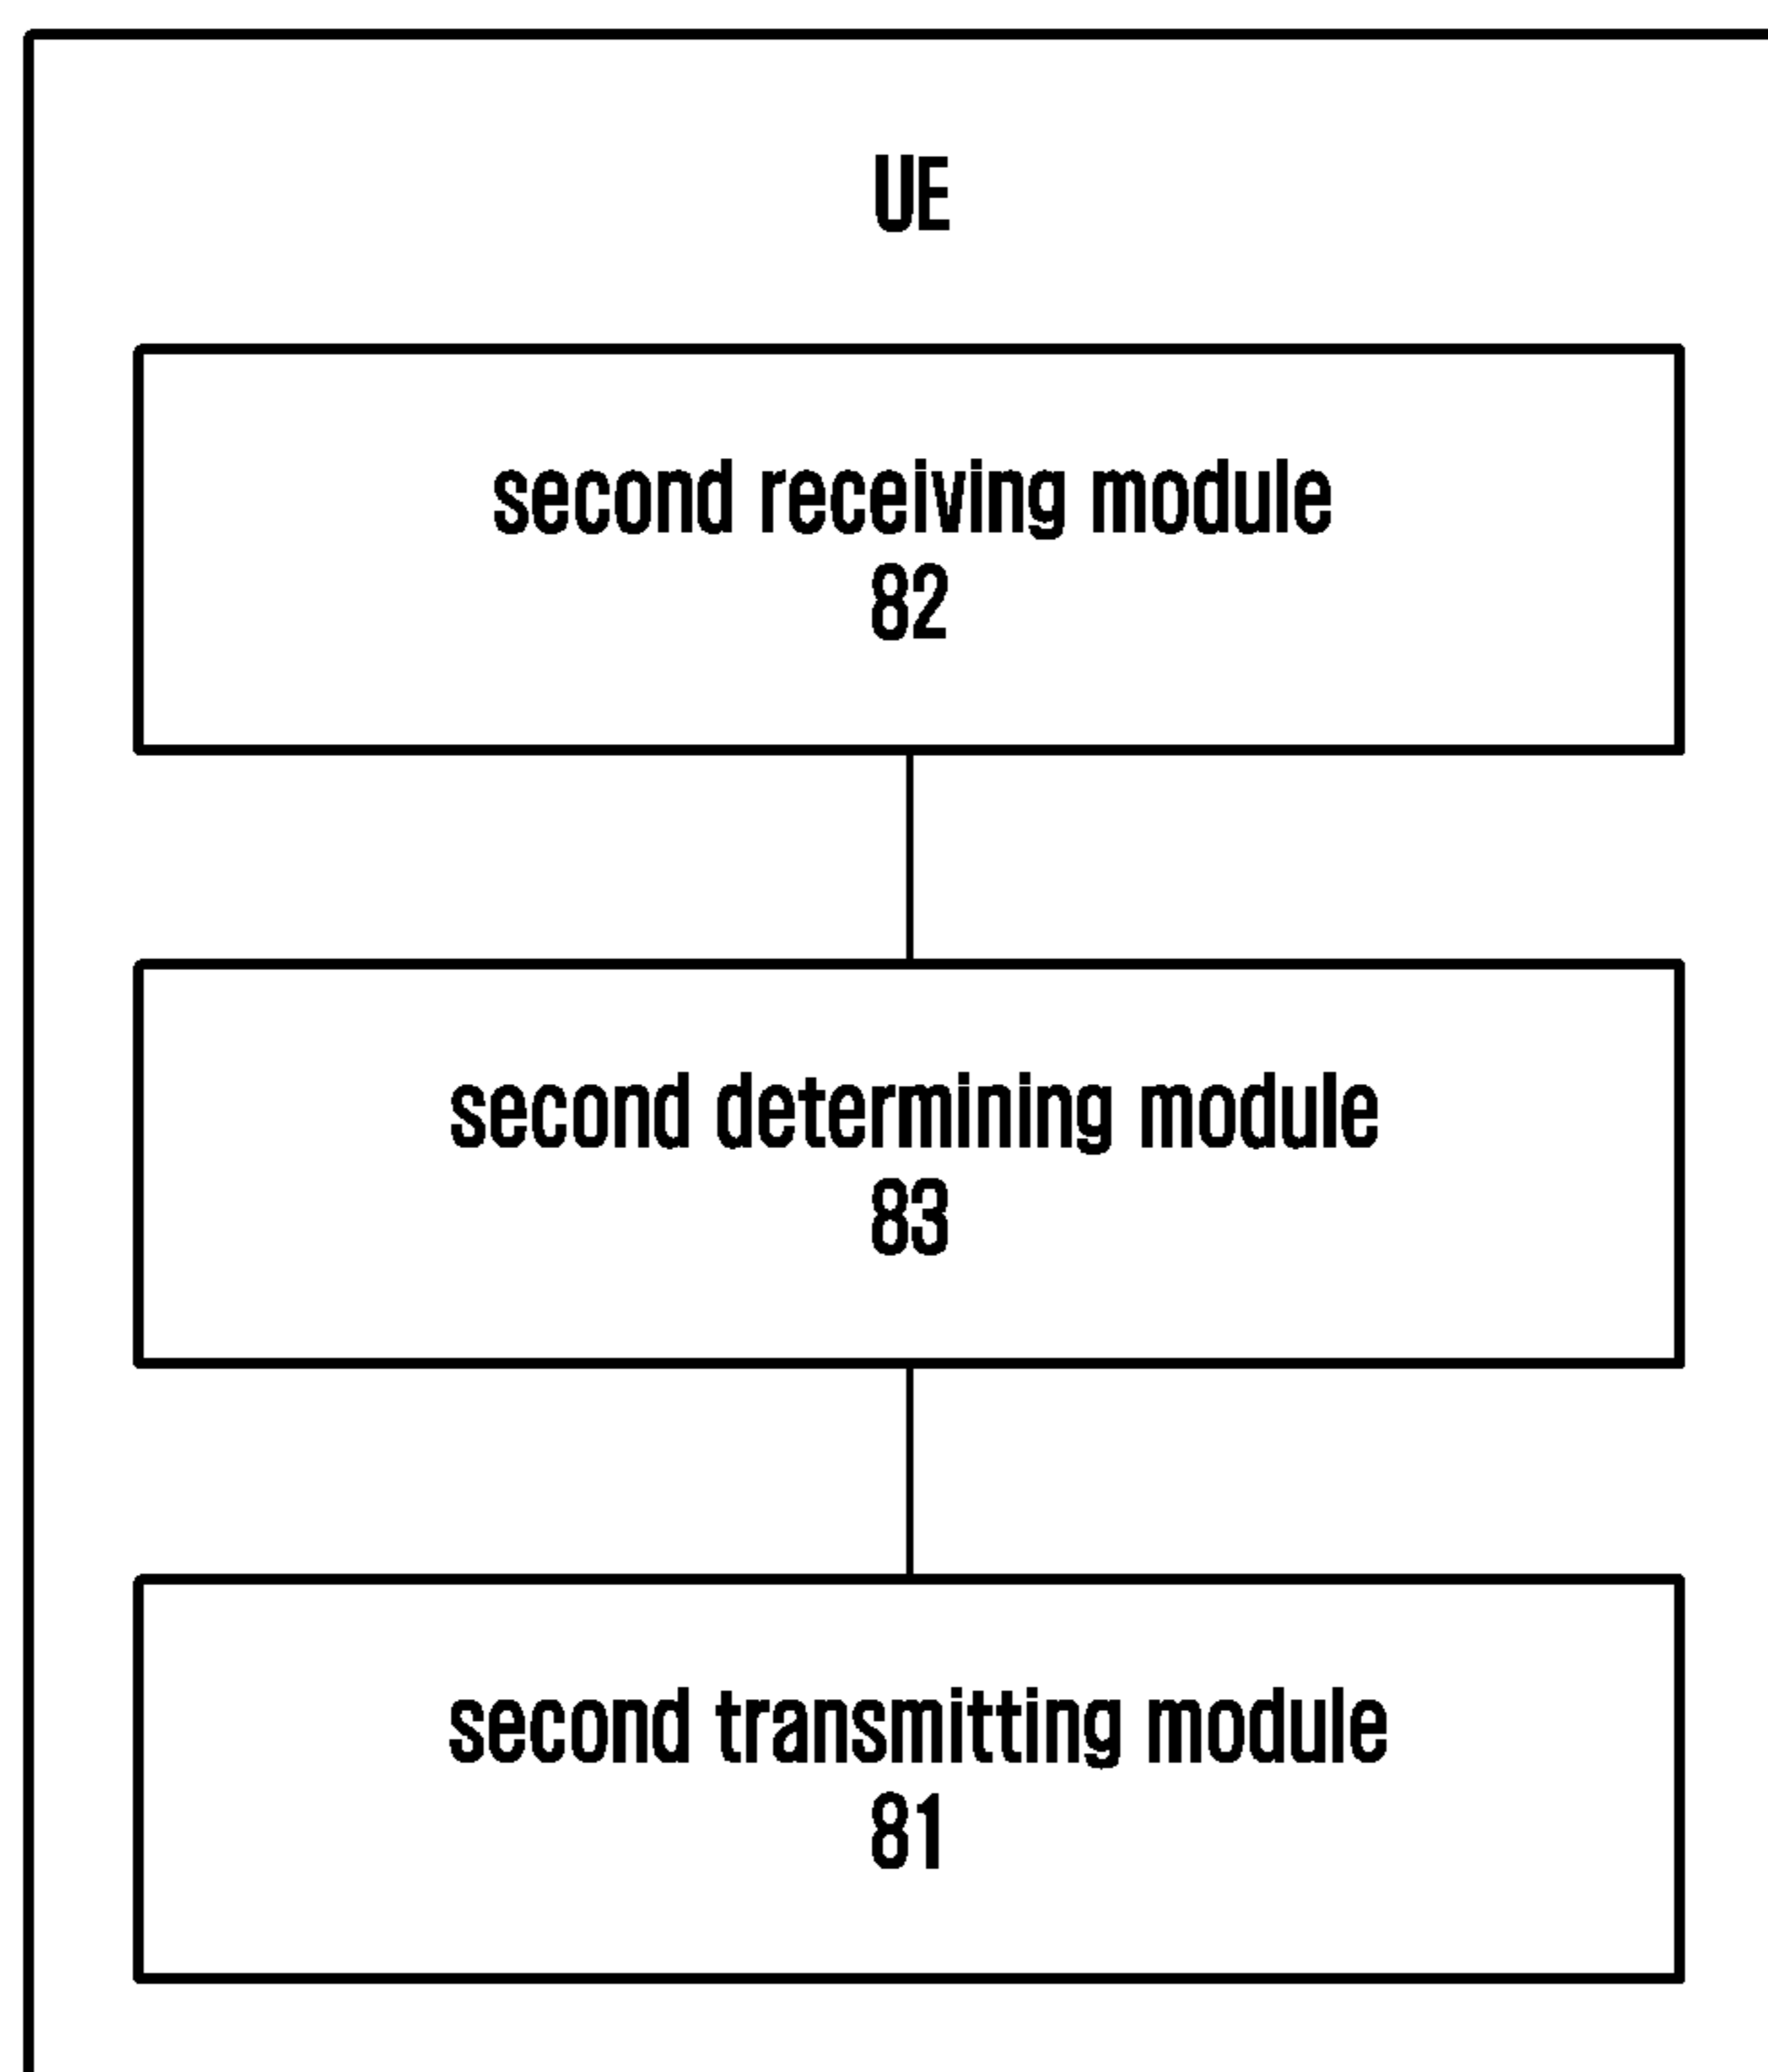 UE
second receiving module
82
second determining module
83
second transmitting module
81